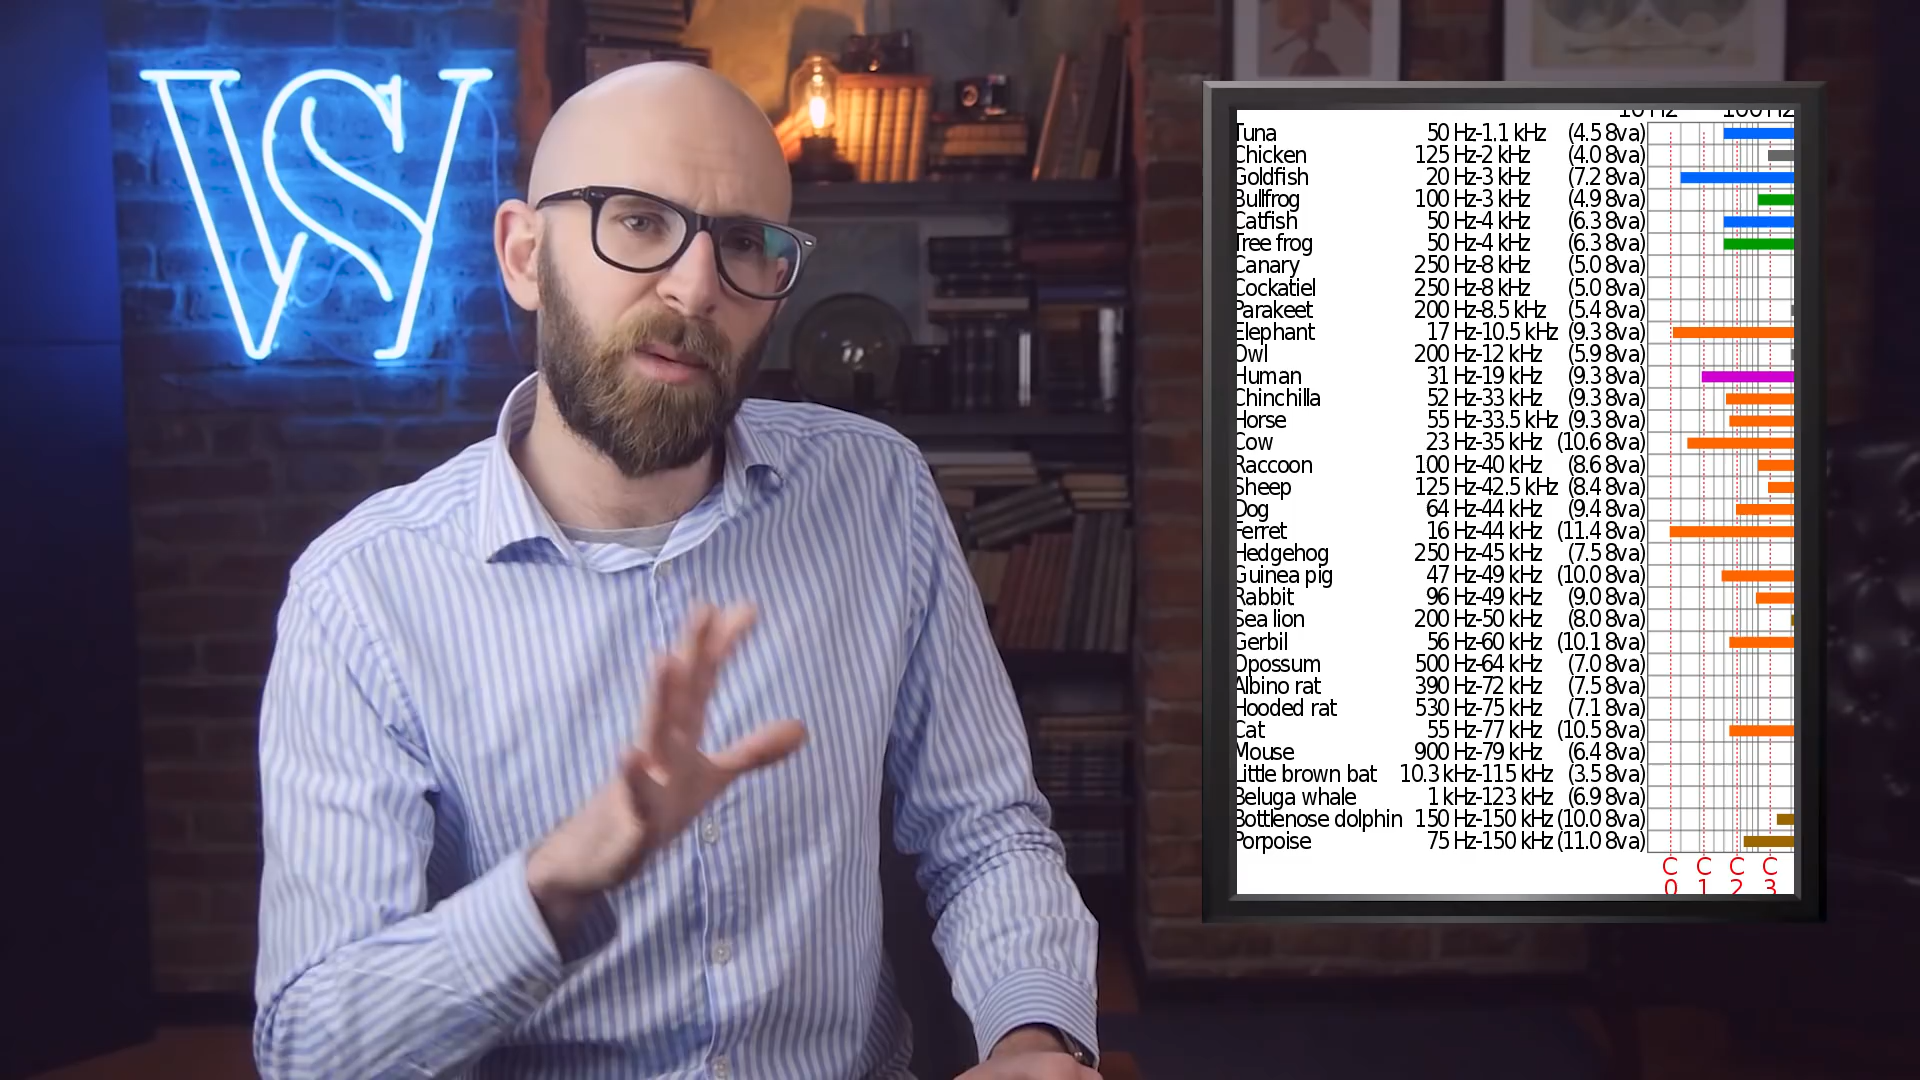 VS
10 Hz 100 Hz
Tuna 50 Hz-1.1 kHz (4.5 8va)
Chicken 125 Hz-2 kHz (4.0 8va)
Goldfish 20 Hz-3 kHz (7.2 8va)
Bullfrog 100 Hz-3 kHz (4.9 8va)
Catfish 50 Hz-4 kHz (6.3 8va)
Tree frog 50 Hz-4 kHz (6.3 8va)
Canary 250 Hz-8 kHz (5.0 8va)
Cockatiel 250 Hz-8 kHz (5.0 8va)
Parakeet 200 Hz-8.5 kHz (5.4 8va)
Elephant 17 Hz-10.5 kHz (9.3 8va)
Owl 200 Hz-12 kHz (5.9 8va)
Human 31 Hz-19 kHz (9.3 8va)
Chinchilla 52 Hz-33 kHz (9.3 8va)
Horse 55 Hz-33.5 kHz (9.3 8va)
Cow 23 Hz-35 kHz (10.6 8va)
Raccoon 100 Hz-40 kHz (8.6 8va)
Sheep 125 Hz-42.5 kHz (8.4 8va)
Dog 64 Hz-44 kHz (9.4 8va)
Ferret 16 Hz-44 kHz (11.4 8va)
Hedgehog 250 Hz-45 kHz (7.5 8va)
Guinea pig 47 Hz-49 kHz (10.0 8va)
Rabbit 96 Hz-49 kHz (9.0 8va)
Sea lion 200 Hz-50 kHz (8.0 8va)
Gerbil 56 Hz-60 kHz (10.1 8va)
Opossum 500 Hz-64 kHz (7.0 8va)
Albino rat 390 Hz-72 kHz (7.5 8va)
Hooded rat 530 Hz-75 kHz (7.1 8va)
Cat 55 Hz-77 kHz (10.5 8va)
Mouse 900 Hz-79 kHz (6.4 8va)
Little brown bat 10.3 kHz-115 kHz (3.5 8va)
Beluga whale 1 kHz-123 kHz (6.9 8va)
Bottlenose dolphin 150 Hz-150 kHz (10.0 8va)
Porpoise 75 Hz-150 kHz (11.0 8va)
C C C C
0 1 2 3